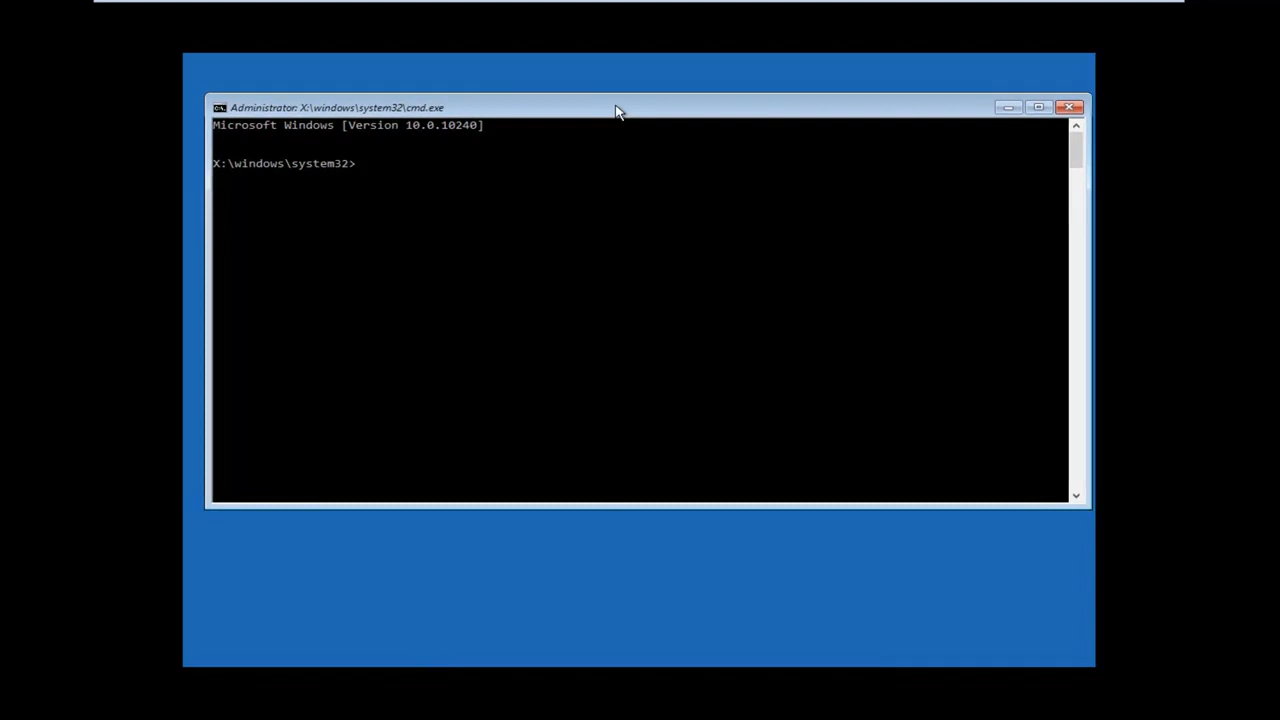 Administrator: X:\windows\system32\cmd.exe
Microsoft Windows [Version 10.0.10240]
X:\windows\system32>